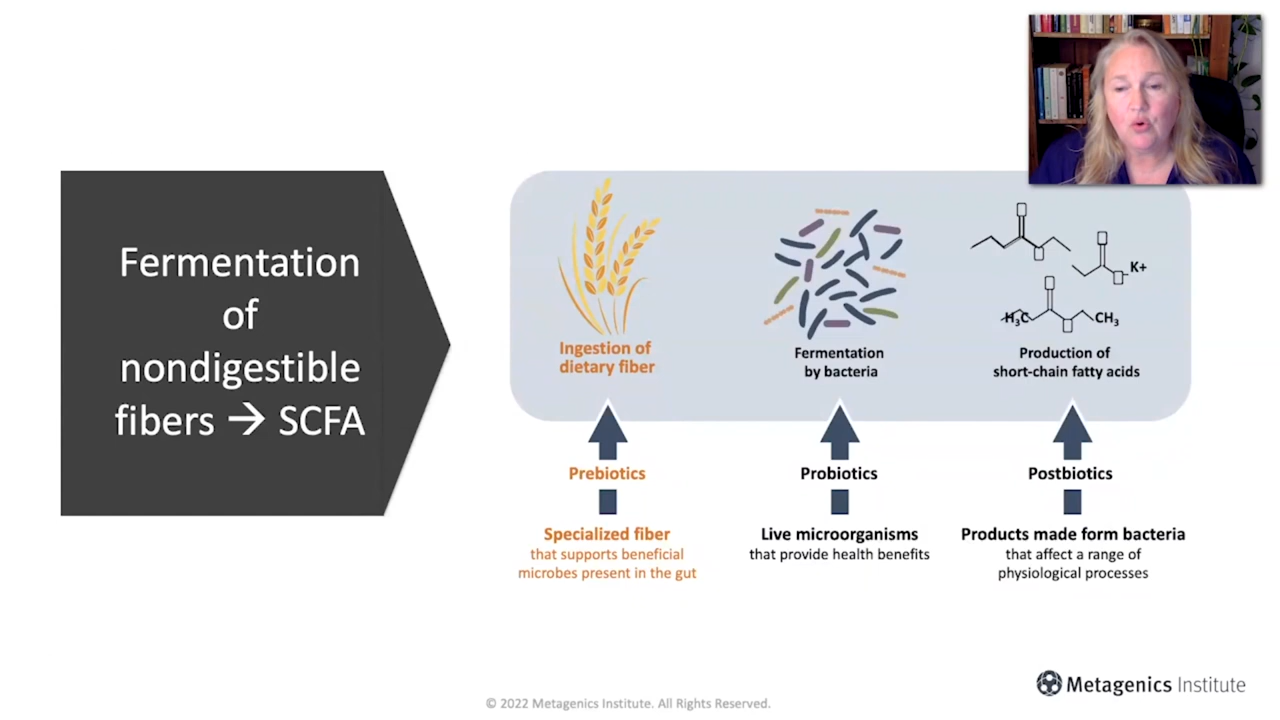 Fermentation
of
nondigestible
fibers → SCFA
Ingestion of
dietary fiber
Fermentation
by bacteria
K+
H₃C
CH₃
Production of
short-chain fatty acids
Prebiotics
Probiotics
Postbiotics
Specialized fiber
that supports beneficial
microbes present in the gut
Live microorganisms
that provide health benefits
Products made form bacteria
that affect a range of
physiological processes
Metagenics Institute
© 2022 Metagenics Institute. All Rights Reserved.